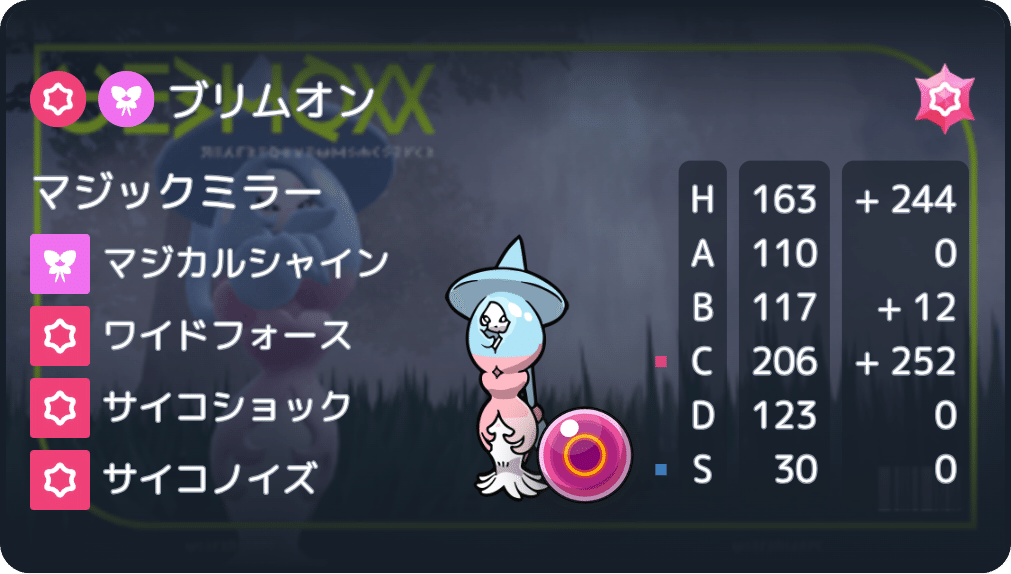 ブリムオン
マジックミラー
マジカルシャイン
ワイドフォース
サイコショック
サイコノイズ
H 163 + 244
A 110 0
B 117 + 12
C 206 + 252
D 123 0
S 30 0